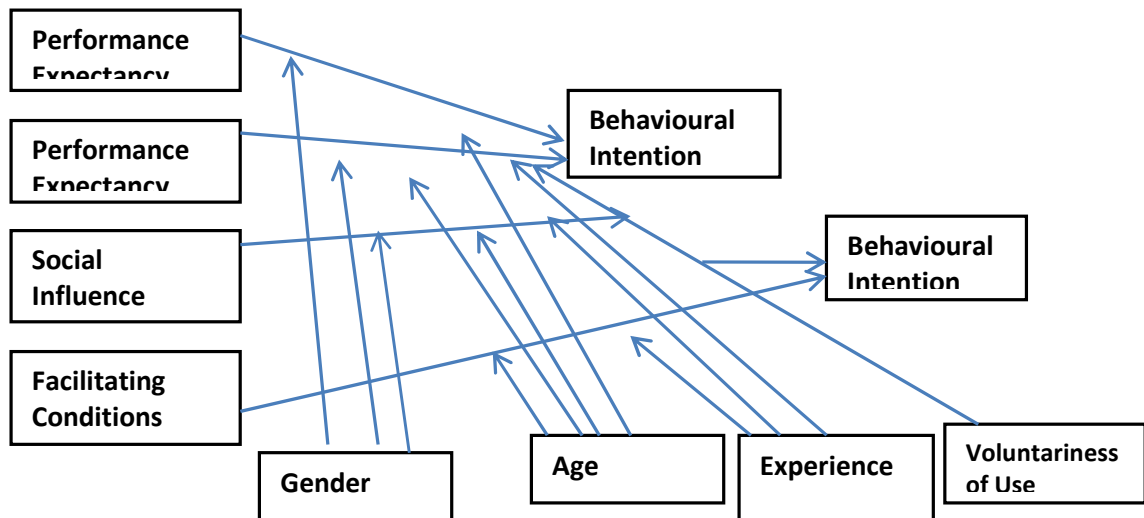 Performance
Expectancy
Performance
Expectancy
Social
Influence
Facilitating
Conditions
Behavioural
Intention
Behavioural
Intention
Gender
Age
Experience
Voluntariness
of Use